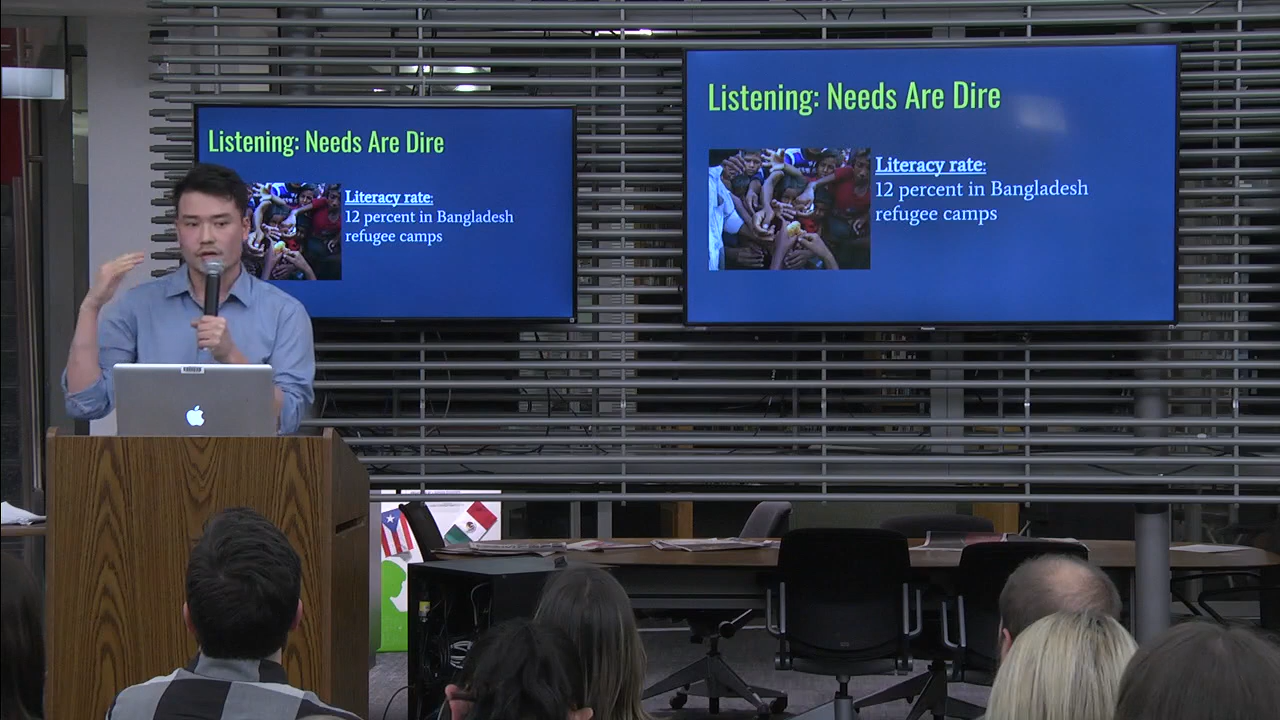 Listening: Needs Are Dire
Literacy rate:
12 percent in Bangladesh
refugee camps
Listening: Needs Are Dire
Literacy rate:
12 percent in Bangladesh
refugee camps